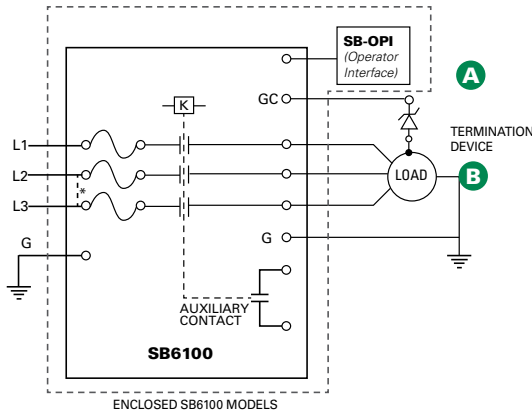 SB-OPI
(Operator
Interface)
A
K
GC
L1
TERMINATION
DEVICE
L2
LOAD
B
*
L3
G
G
AUXILIARY
CONTACT
SB6100
ENCLOSED SB6100 MODELS